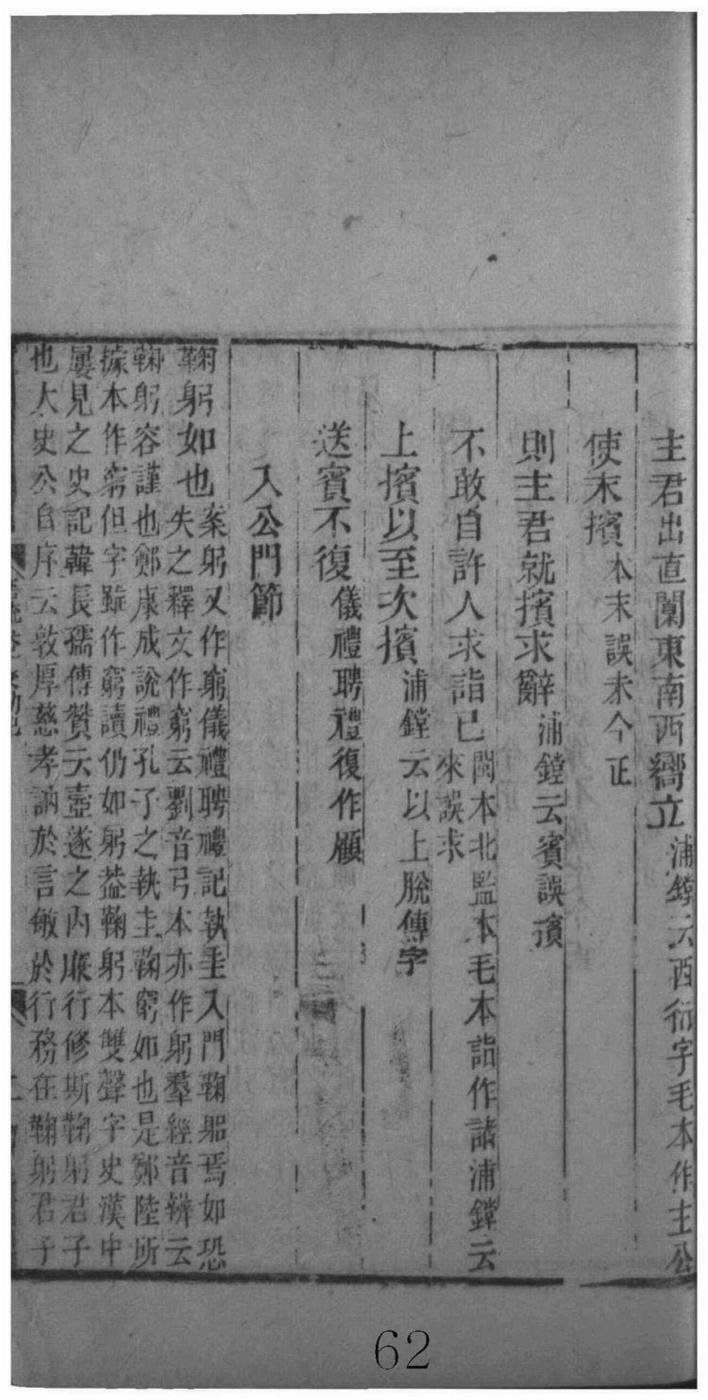 主君出直闑東南西嚮立浦鏜云西衍字毛本作主公
使末擯本末誤未今正
則主君就擯求辭浦鏜云賓誤擯
不敢自許人求詣已閩本北監本毛本詣作諸浦鏜云
來誤求
上擯以至次擯浦鏜云以上脫傳字
送賓不復儀禮聘禮復作顧
入公門節
鞠躬如也案躬又作窮儀禮聘禮記執圭入門鞠躬焉如恐
失之釋文作窮云劉音弓本亦作躬羣經音辨云
鞠躬容謹也鄭康成說禮孔子之執圭鞠窮如也是鄭陸所
據本作窮但字雖作窮讀仍如躬葢鞠躬本雙聲字史漢中
屢見之史記韓長孺傳贊云壺遂之內廉行修斯鞠躬君子
也太史公自序云敦厚慈孝訥於言敏於行務在鞠躬君子
62